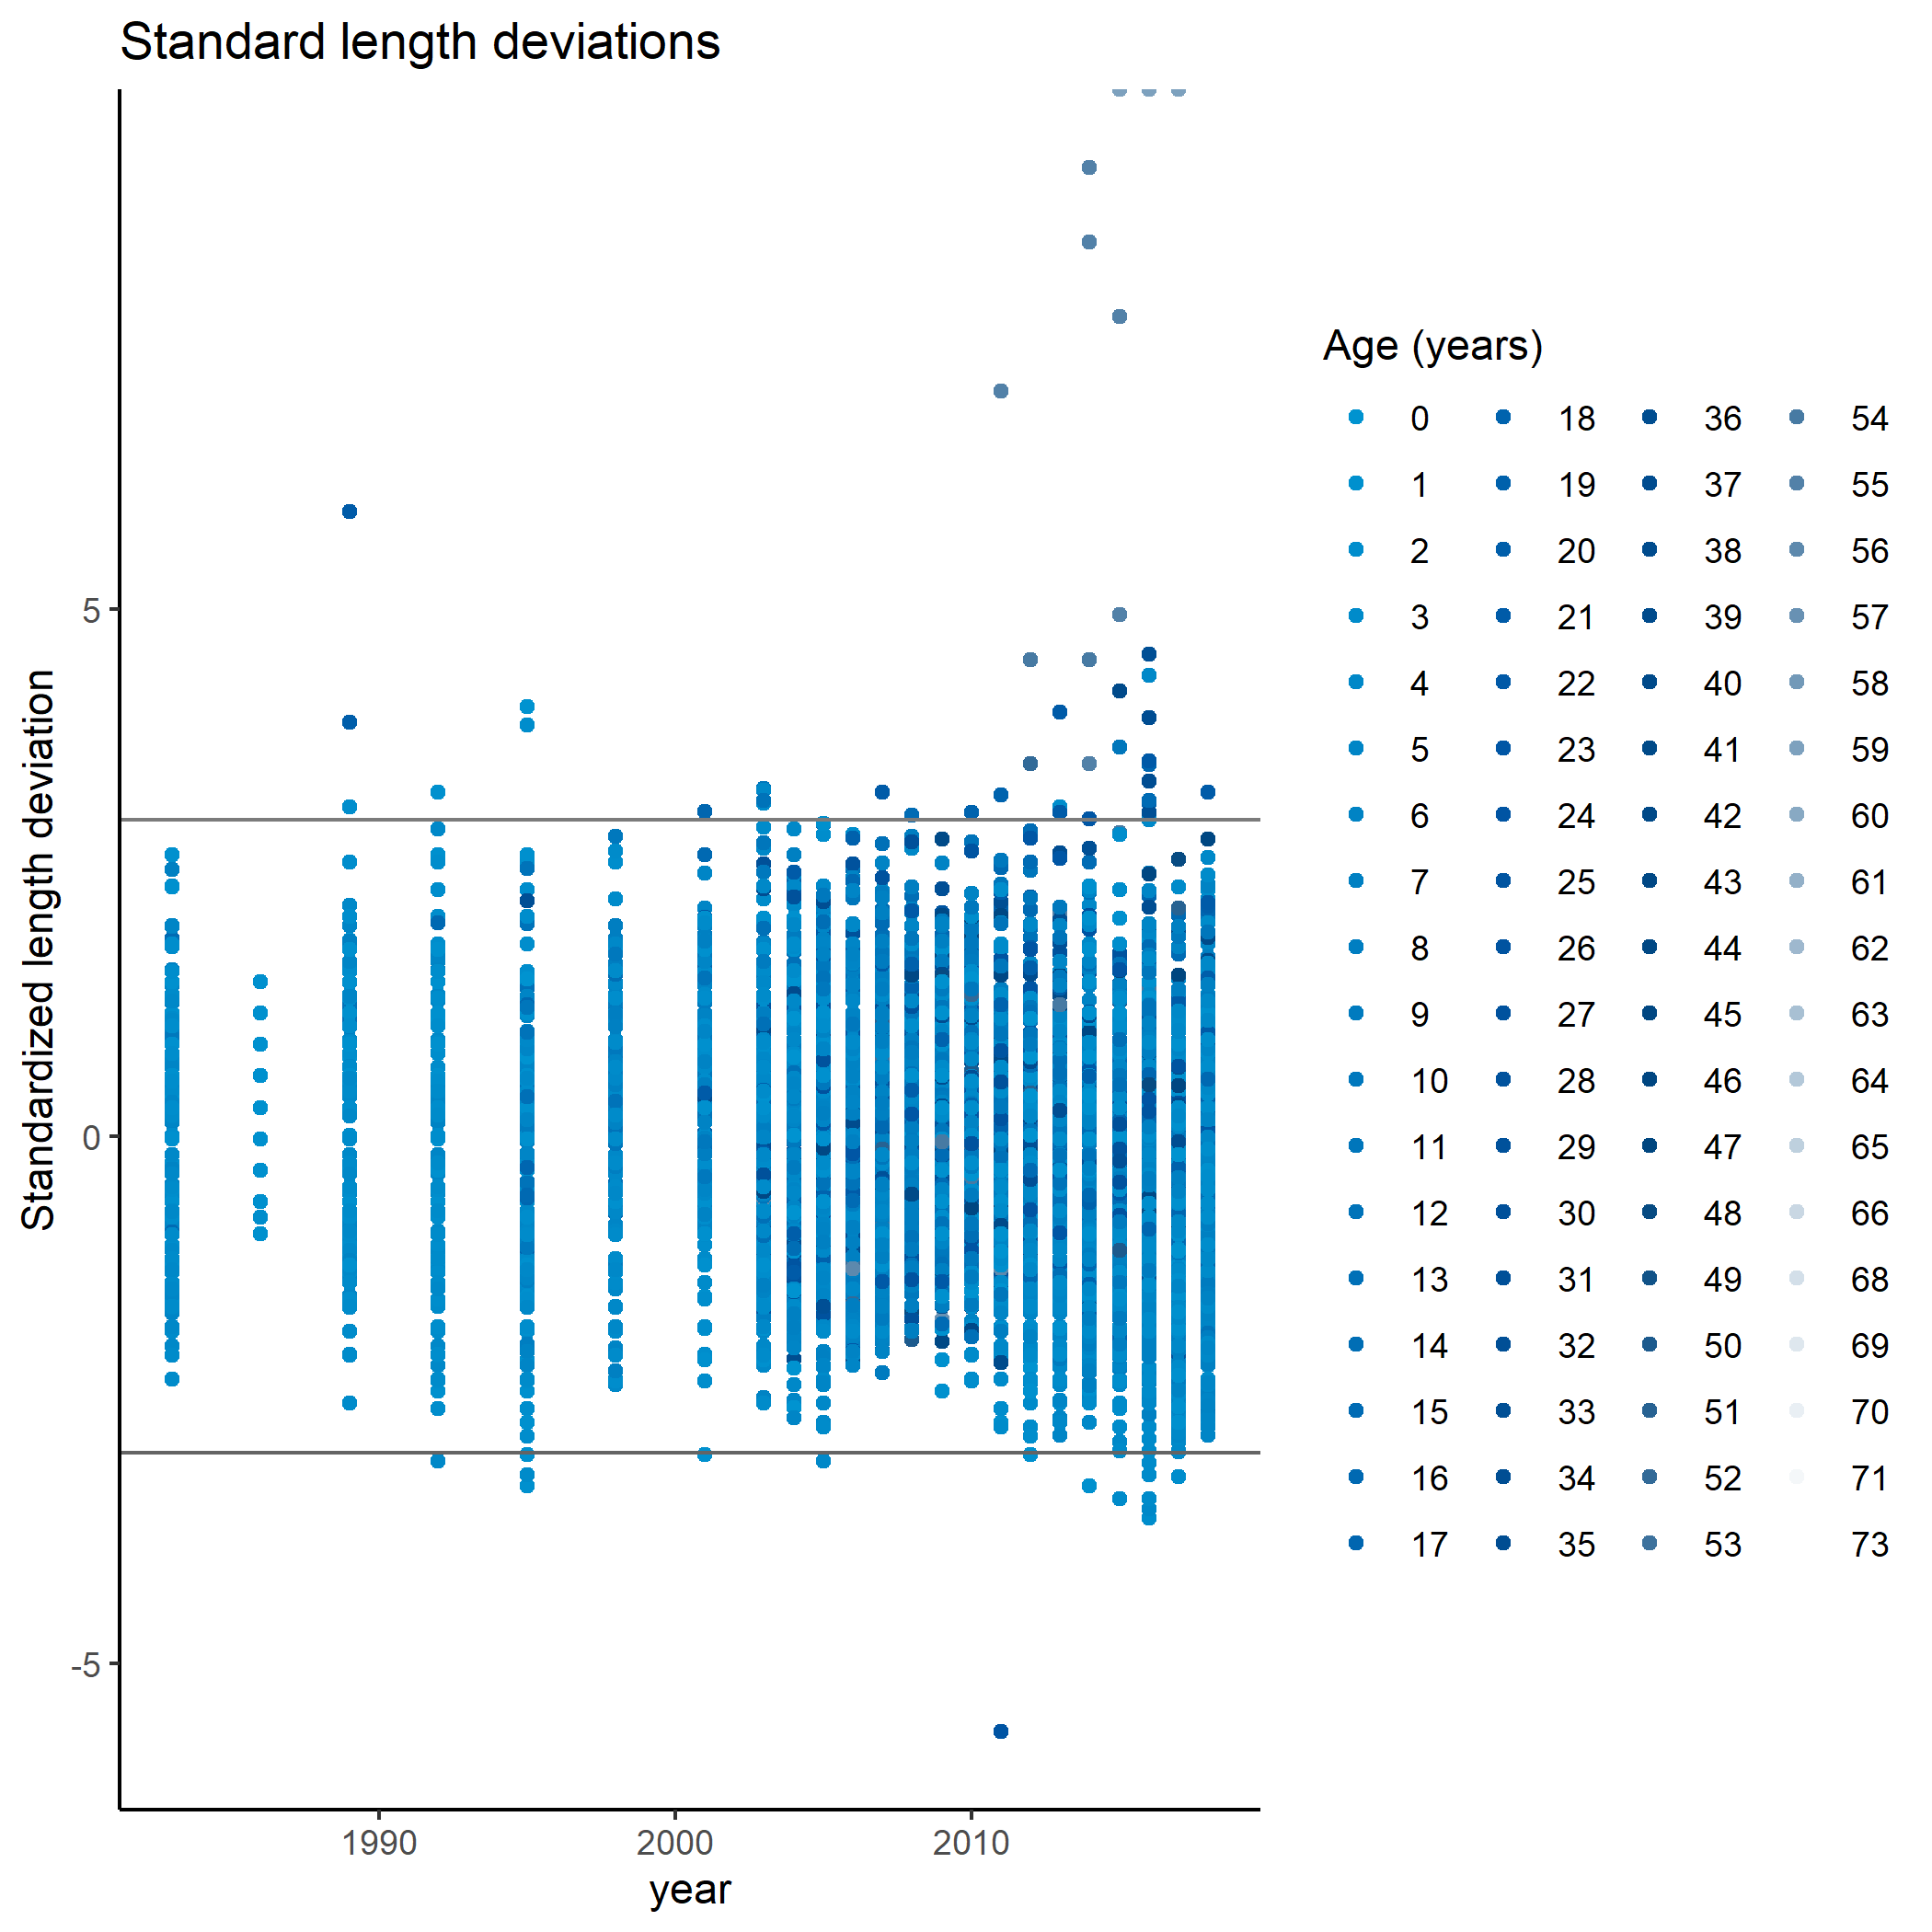 Standard length deviations
Standardized length deviation
5
0
-5
1990 2000 2010
year
Age (years)
0 18 36 54
1 19 37 55
2 20 38 56
3 21 39 57
4 22 40 58
5 23 41 59
6 24 42 60
7 25 43 61
8 26 44 62
9 27 45 63
10 28 46 64
11 29 47 65
12 30 48 66
13 31 49 68
14 32 50 69
15 33 51 70
16 34 52 71
17 35 53 73